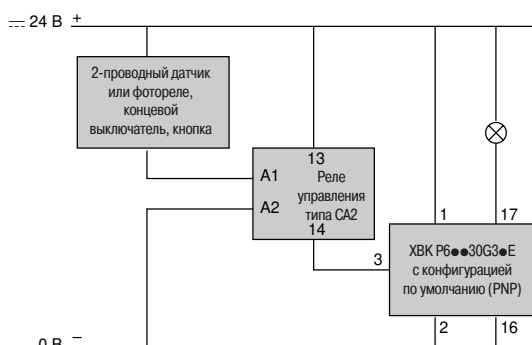 24 В +
2-проводный датчик
или фотореле,
концевой
выключатель, кнопка
13
A1 Реле
управления
A2
типа CA2
14
1 17
3
XBK P6●●30G3●E
с конфигурацией
по умолчанию (PNP)
2 16
0 В –